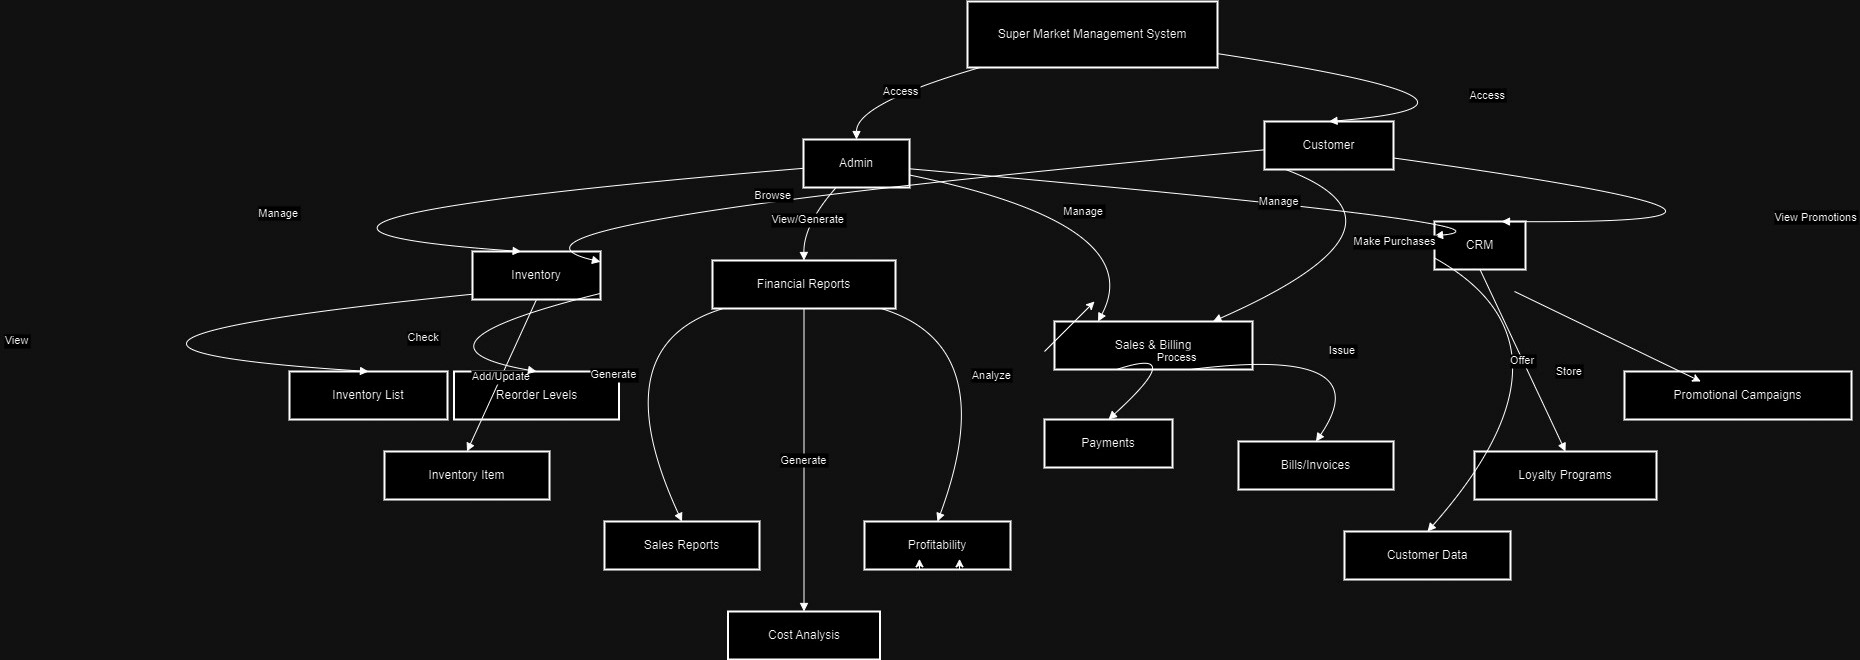 Super Market Management System
Access
Access
Admin
Customer
Browse
Manage
View/Generate
Manage
Manage
View Promotions
Make Purchases
CRM
Inventory
Financial Reports
View
Check
Sales & Billing
Process
Issue
Add/Update
Generate
Analyze
Offer
Store
Inventory List
Reorder Levels
Promotional Campaigns
Payments
Generate
Bills/Invoices
Inventory Item
Loyalty Programs
Sales Reports
Profitability
Customer Data
Cost Analysis